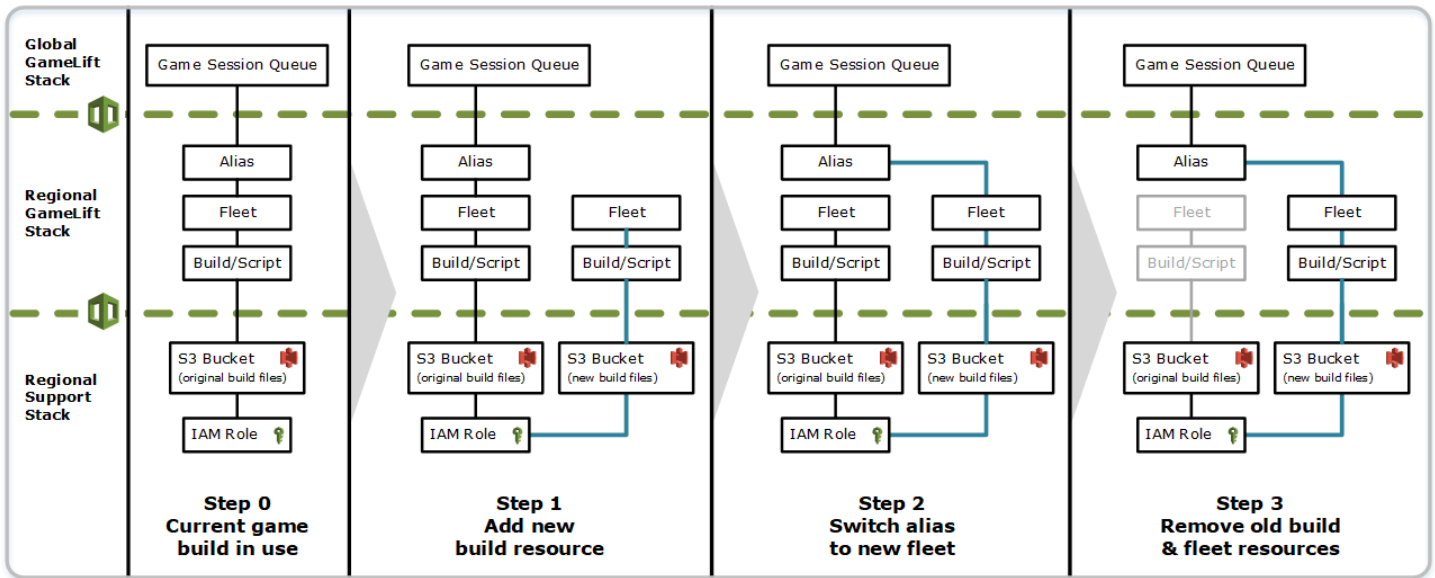 Global
GameLift
Stack
Regional
GameLift
Stack
Regional
Support
Stack
Game Session Queue
Alias
Fleet
Build/Script
S3 Bucket
(original build files)
IAM Role
Step 0
Current game
build in use
Game Session Queue
Alias
Fleet
Fleet
Build/Script
Build/Script
S3 Bucket
(original build files)
S3 Bucket
(new build files)
IAM Role
Step 1
Add new
build resource
Game Session Queue
Alias
Fleet
Fleet
Build/Script
Build/Script
S3 Bucket
(original build files)
S3 Bucket
(new build files)
IAM Role
Step 2
Switch alias
to new fleet
Game Session Queue
Alias
Fleet
Fleet
Build/Script
Build/Script
S3 Bucket
(original build files)
S3 Bucket
(new build files)
IAM Role
Step 3
Remove old build
& fleet resources